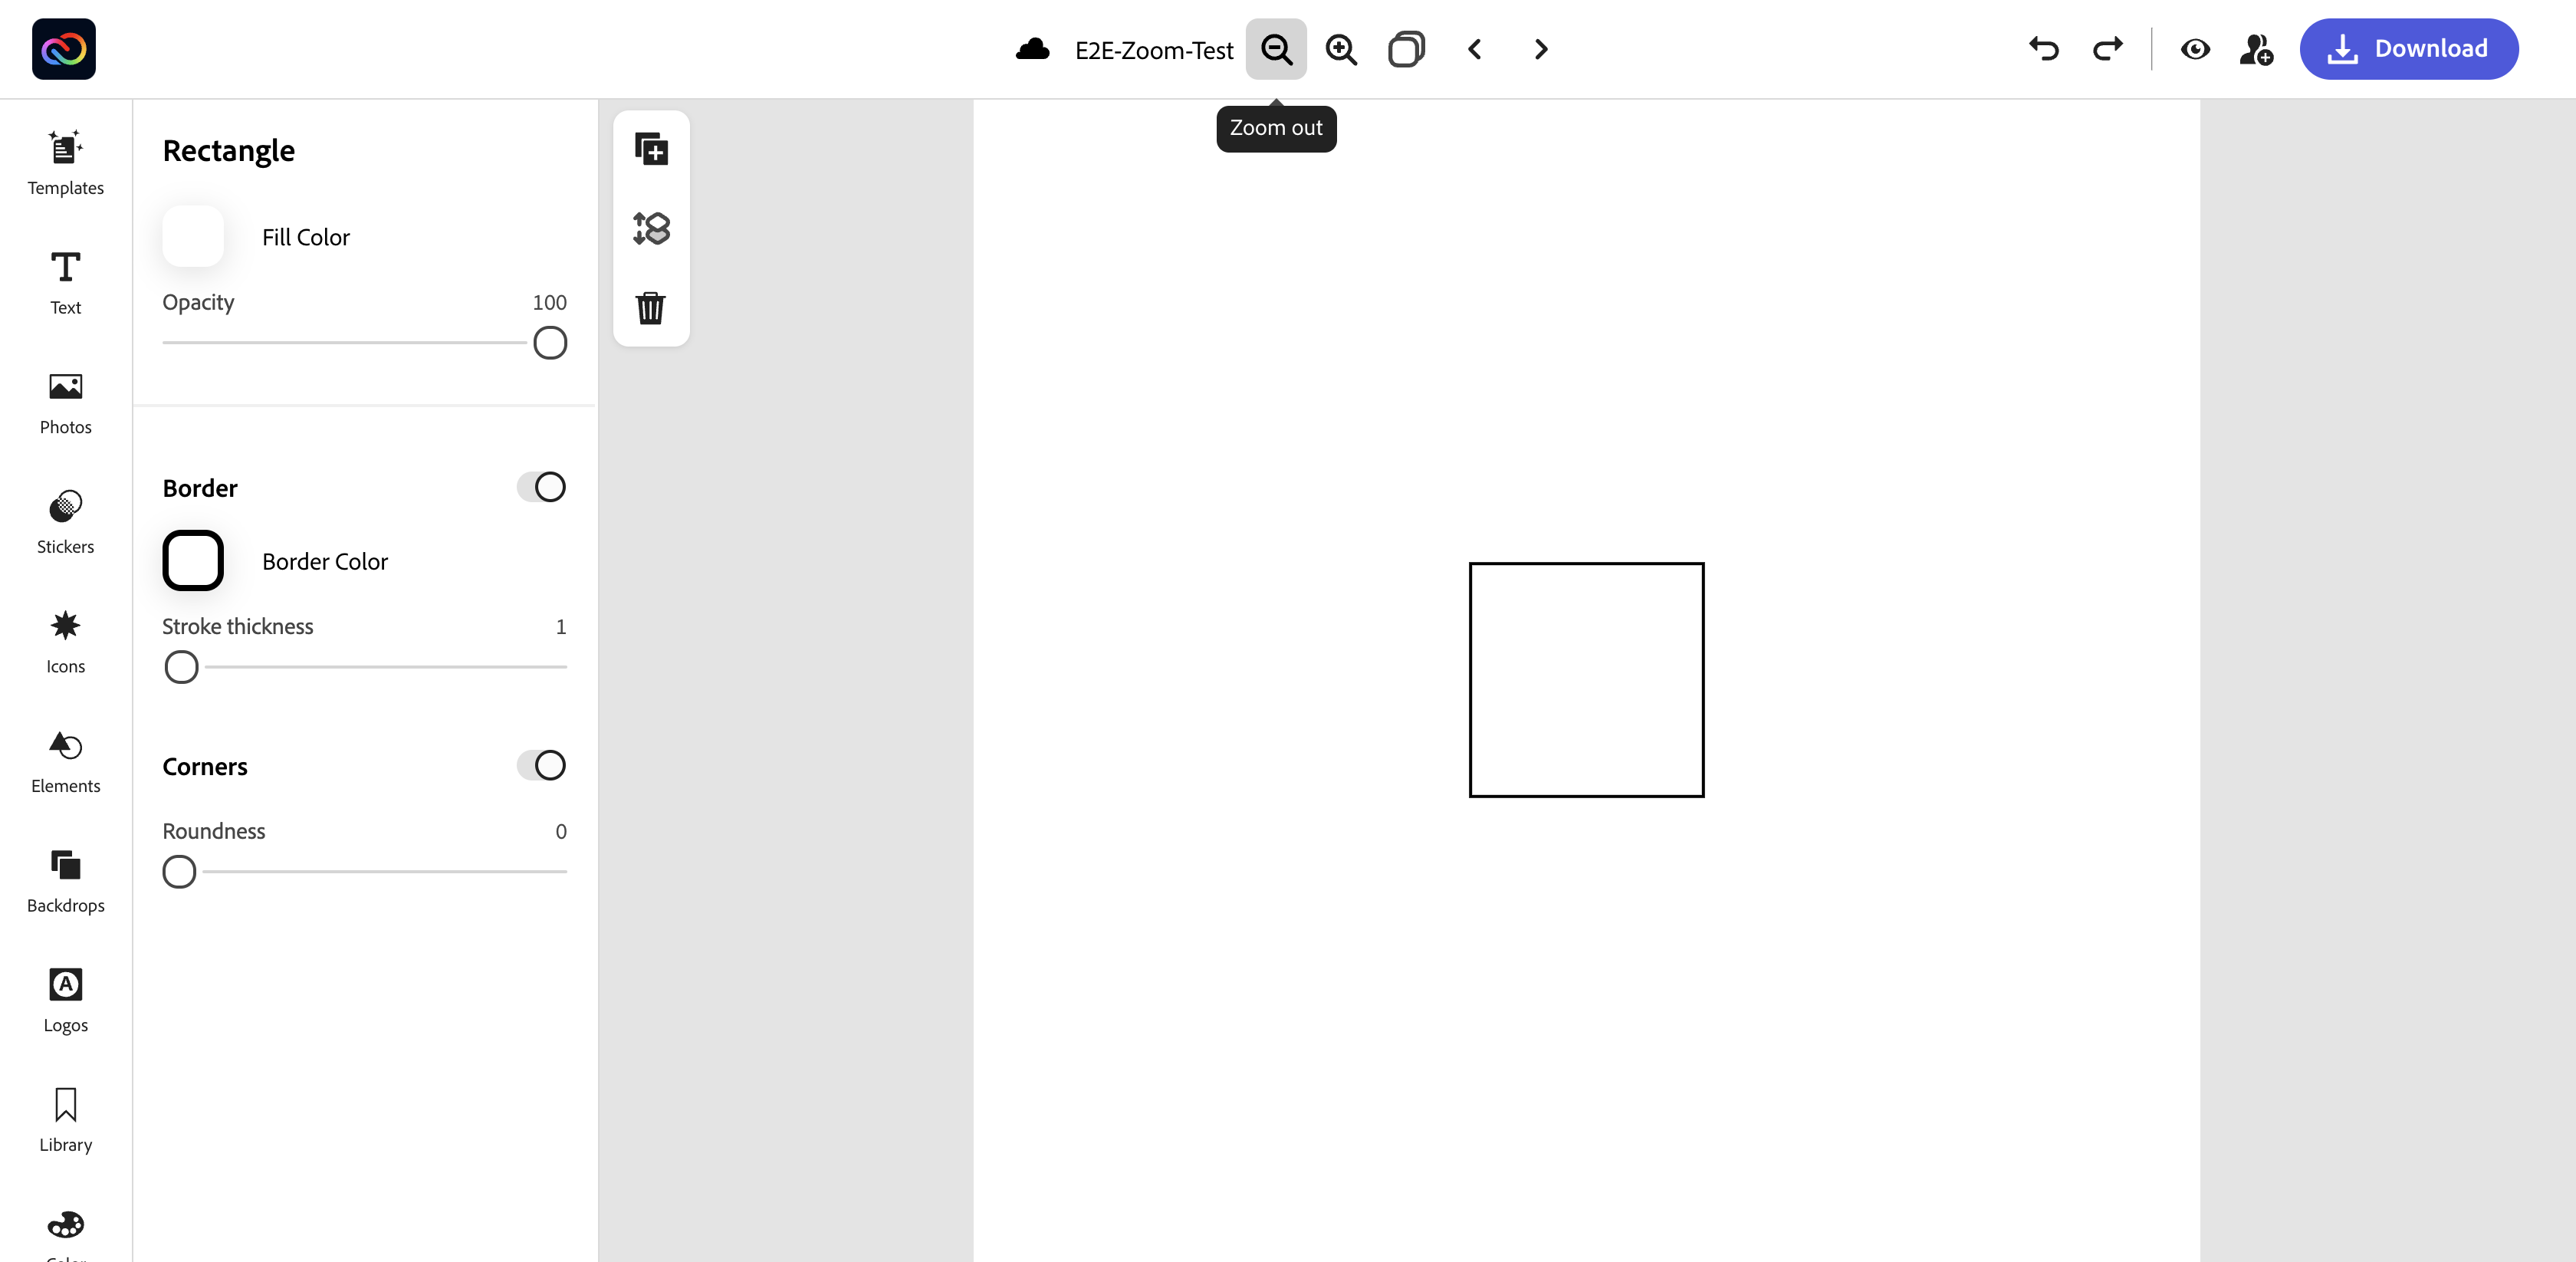 E2E-Zoom-Test
Download
Zoom out
Templates
Text
Photos
Stickers
Icons
Elements
Backdrops
Logos
Library
Rectangle
Fill Color
Opacity 100
Border
Border Color
Stroke thickness 1
Corners
Roundness 0